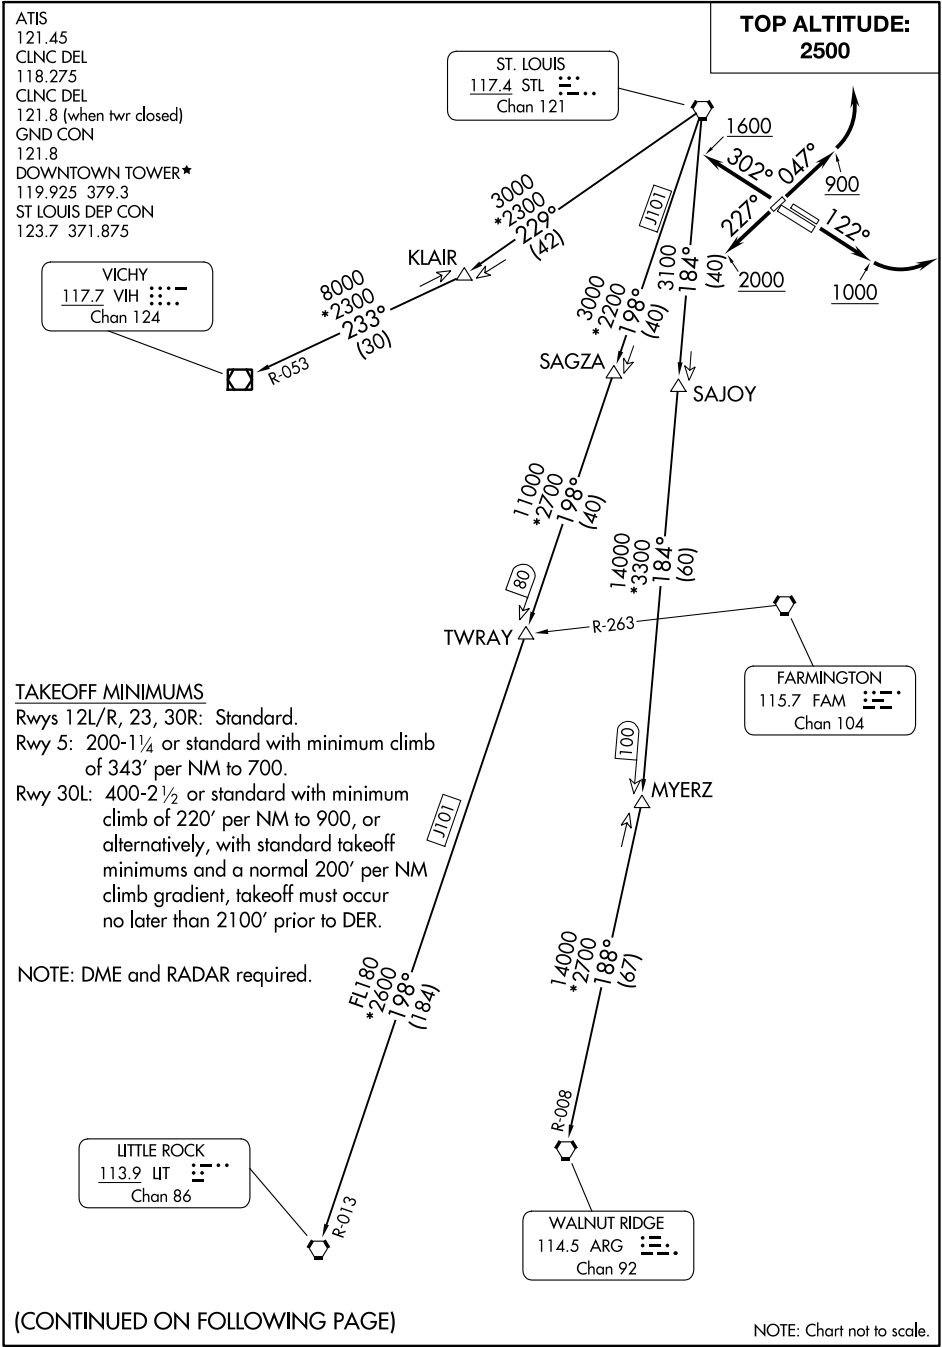 ATIS
121.45
CLNC DEL
118.275
CLNC DEL
121.8 (when twr closed)
GND CON
121.8
DOWNTOWN TOWER★
119.925 379.3
ST LOUIS DEP CON
123.7 371.875
TOP ALTITUDE:
2500
ST. LOUIS
117.4 STL
Chan 121
1600
302°
047°
900
227°
122°
2000
1000
3000
*2300
229°
(42)
KLAIR
J101
3100
184°
(40)
VICHY
117.7 VIH
Chan 124
8000
*2300
233°
(30)
R-053
3000
*2200
198°
(40)
SAGZA
SAJOY
11000
*2700
198°
(40)
14000
*3300
184°
(60)
80
TWRAY
R-263
FARMINGTON
115.7 FAM
Chan 104
TAKEOFF MINIMUMS
Rwys 12L/R, 23, 30R: Standard.
Rwy 5: 200-1¼ or standard with minimum climb
of 343′ per NM to 700.
Rwy 30L: 400-2½ or standard with minimum
climb of 220′ per NM to 900, or
alternatively, with standard takeoff
minimums and a normal 200′ per NM
climb gradient, takeoff must occur
no later than 2100′ prior to DER.
100
MYERZ
J101
NOTE: DME and RADAR required.
FL180
*2600
198°
(184)
14000
*2700
188°
(67)
R-008
LITTLE ROCK
113.9 LIT
Chan 86
R-013
WALNUT RIDGE
114.5 ARG
Chan 92
(CONTINUED ON FOLLOWING PAGE)
NOTE: Chart not to scale.